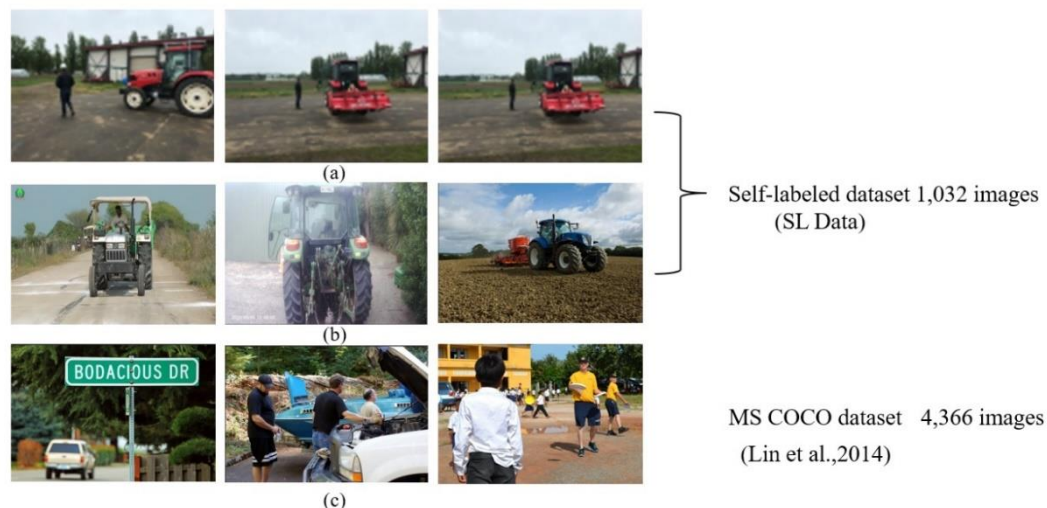 (a)
Self-labeled dataset 1,032 images
(SL Data)
(b)
BODACIOUS DR
MS COCO dataset 4,366 images
(Lin et al.,2014)
(c)